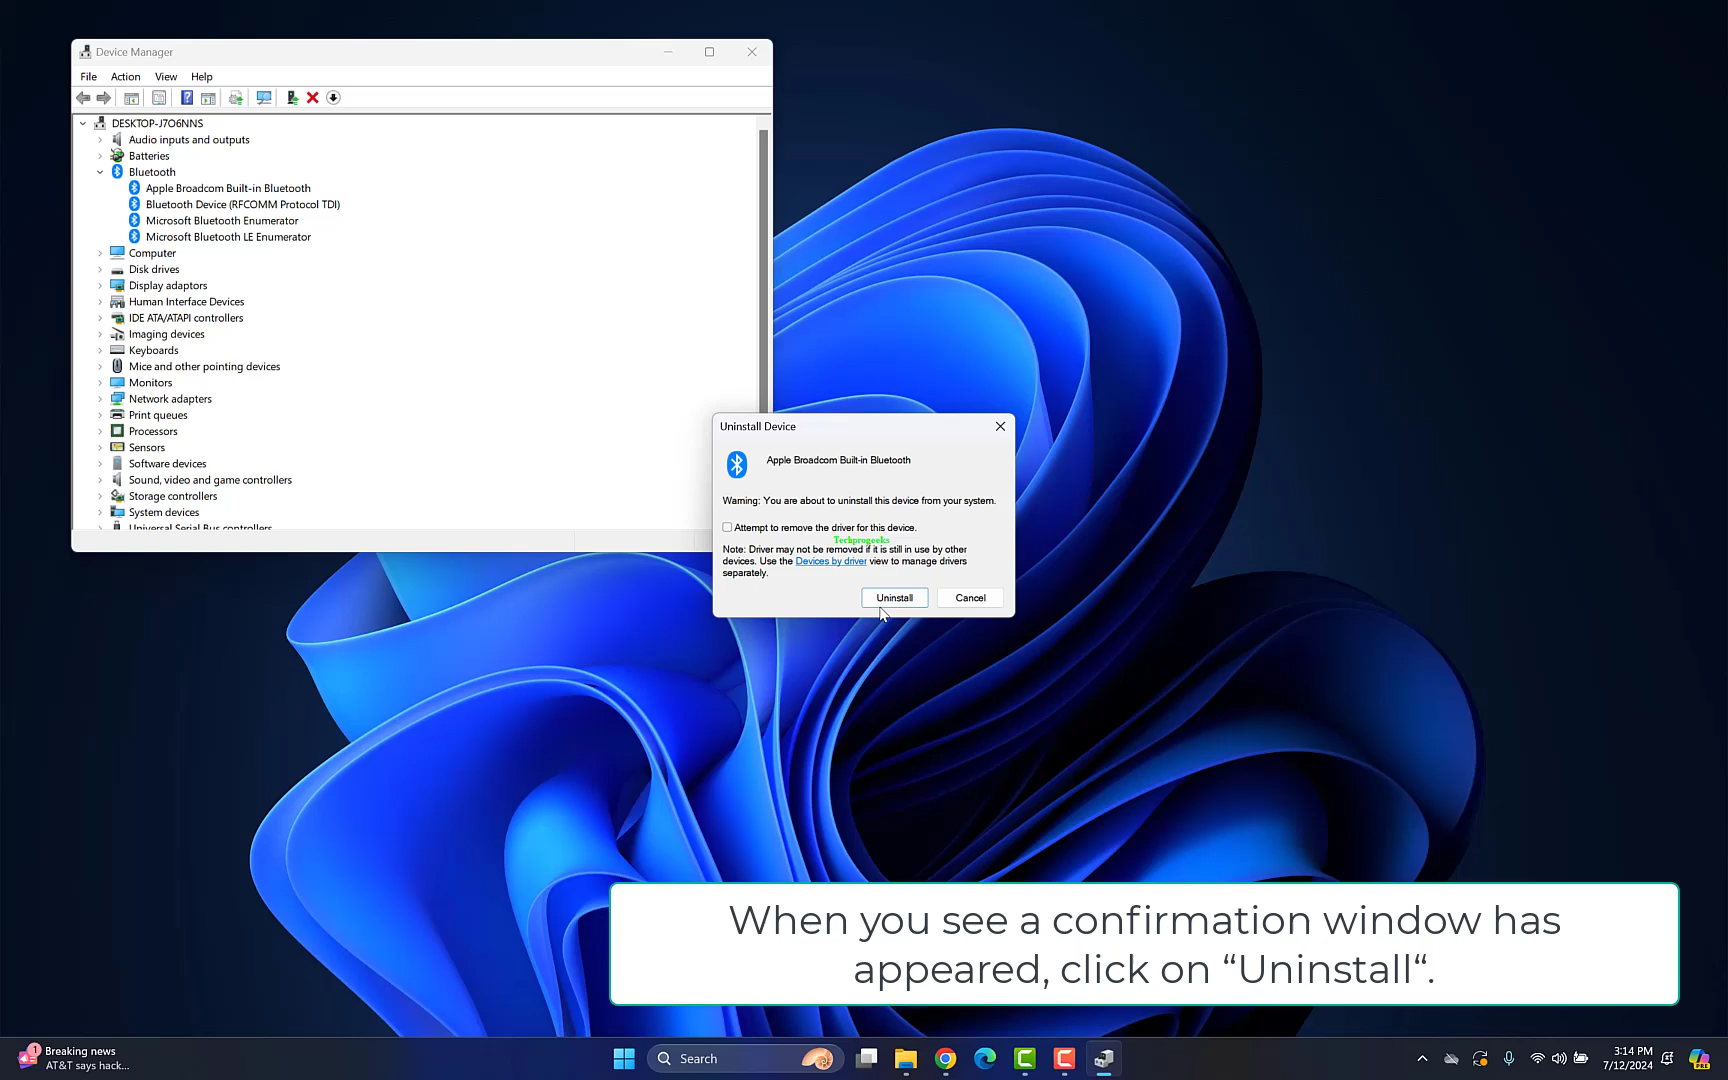 Device Manager
File Action View Help
DESKTOP-J7O6NNS
Audio inputs and outputs
Batteries
Bluetooth
Apple Broadcom Built-in Bluetooth
Bluetooth Device (RFCOMM Protocol TDI)
Microsoft Bluetooth Enumerator
Microsoft Bluetooth LE Enumerator
Computer
Disk drives
Display adaptors
Human Interface Devices
IDE ATA/ATAPI controllers
Imaging devices
Keyboards
Mice and other pointing devices
Monitors
Network adapters
Print queues
Processors
Sensors
Software devices
Sound, video and game controllers
Storage controllers
System devices
Universal Serial Bus controllers
Uninstall Device
Apple Broadcom Built-in Bluetooth
Warning: You are about to uninstall this device from your system.
Attempt to remove the driver for this device.
Techprogeeks
Note: Driver may not be removed if it is still in use by other
devices. Use the Devices by driver view to manage drivers
separately.
Uninstall Cancel
When you see a confirmation window has
appeared, click on “Uninstall“.
1
Breaking news
AT&T says hack...
Search
3:14 PM
7/12/2024
PRE